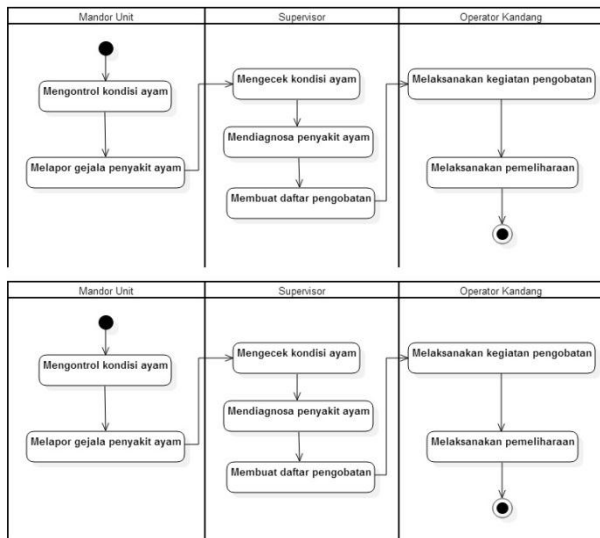 Mandor Unit
Supervisor
Operator Kandang
Mengontrol kondisi ayam
Melapor gejala penyakit ayam
Mengecek kondisi ayam
Mendiagnosa penyakit ayam
Membuat daftar pengobatan
Melaksanakan kegiatan pengobatan
Melaksanakan pemeliharaan
Mandor Unit
Supervisor
Operator Kandang
Mengontrol kondisi ayam
Melapor gejala penyakit ayam
Mengecek kondisi ayam
Mendiagnosa penyakit ayam
Membuat daftar pengobatan
Melaksanakan kegiatan pengobatan
Melaksanakan pemeliharaan